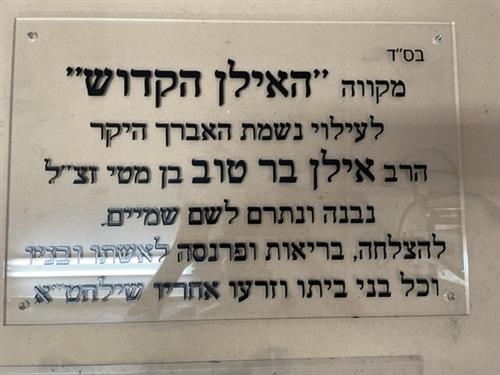 בס"ד
מקווה "האילן הקדוש"
לעילוי נשמת האברך היקר
הרב אילן בר טוב בן מטי זצ"ל
נבנה ונתרם לשם שמיים.
להצלחה, בריאות ופרנסה לאשתו ובניו
וכל בני ביתו וזרעו אחריו שילהט"א